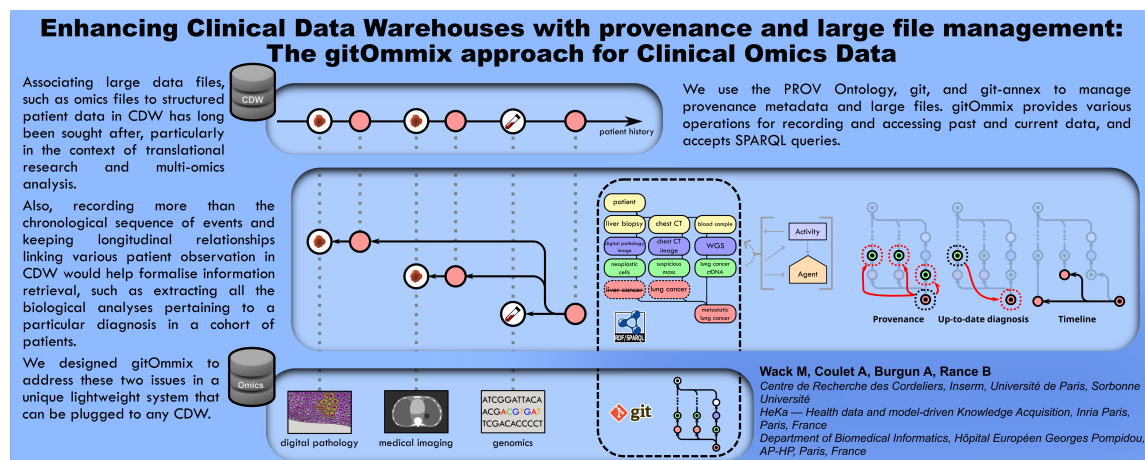 Enhancing Clinical Data Warehouses with provenance and large file management:
The gitOmmix approach for Clinical Omics Data
Associating large data files,
such as omics files to structured
patient data in CDW has long
been sought after, particularly
in the context of translational
research and multi-omics
analysis.
Also, recording more than the
chronological sequence of events and
keeping longitudinal relationships
linking various patient observation in
CDW would help formalise information
retrieval, such as extracting all the
biological analyses pertaining to a
particular diagnosis in a cohort of
patients.
We designed gitOmmix to
address these two issues in a
unique lightweight system that
can be plugged to any CDW.
CDW
patient history
We use the PROV Ontology, git, and git-annex to manage
provenance metadata and large files. gitOmmix provides various
operations for recording and accessing past and current data, and
accepts SPARQL queries.
patient
liver biopsy
chest CT
blood sample
digital pathology
image
chest CT
image
WGS
neoplastic
cells
suspicious
mass
lung cancer
ctDNA
liver cancer
lung cancer
metastatic
lung cancer
RDF/SPARQL
Activity
Agent
Provenance
Up-to-date diagnosis
Timeline
Omics
digital pathology
medical imaging
ATCGGATTACA
ACGACGTGAT
TCGACACCCCT
genomics
git
Wack M, Coulet A, Burgun A, Rance B
Centre de Recherche des Cordeliers, Inserm, Université de Paris, Sorbonne
Université
HeKa — Health data and model-driven Knowledge Acquisition, Inria Paris,
Paris, France
Department of Biomedical Informatics, Hôpital Européen Georges Pompidou,
AP-HP, Paris, France